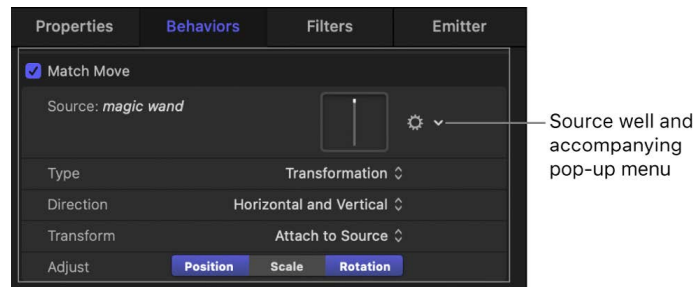 Properties Behaviors Filters Emitter
Match Move
Source: magic wand
Source well and
accompanying
pop-up menu
Type Transformation
Direction Horizontal and Vertical
Transform Attach to Source
Adjust Position Scale Rotation